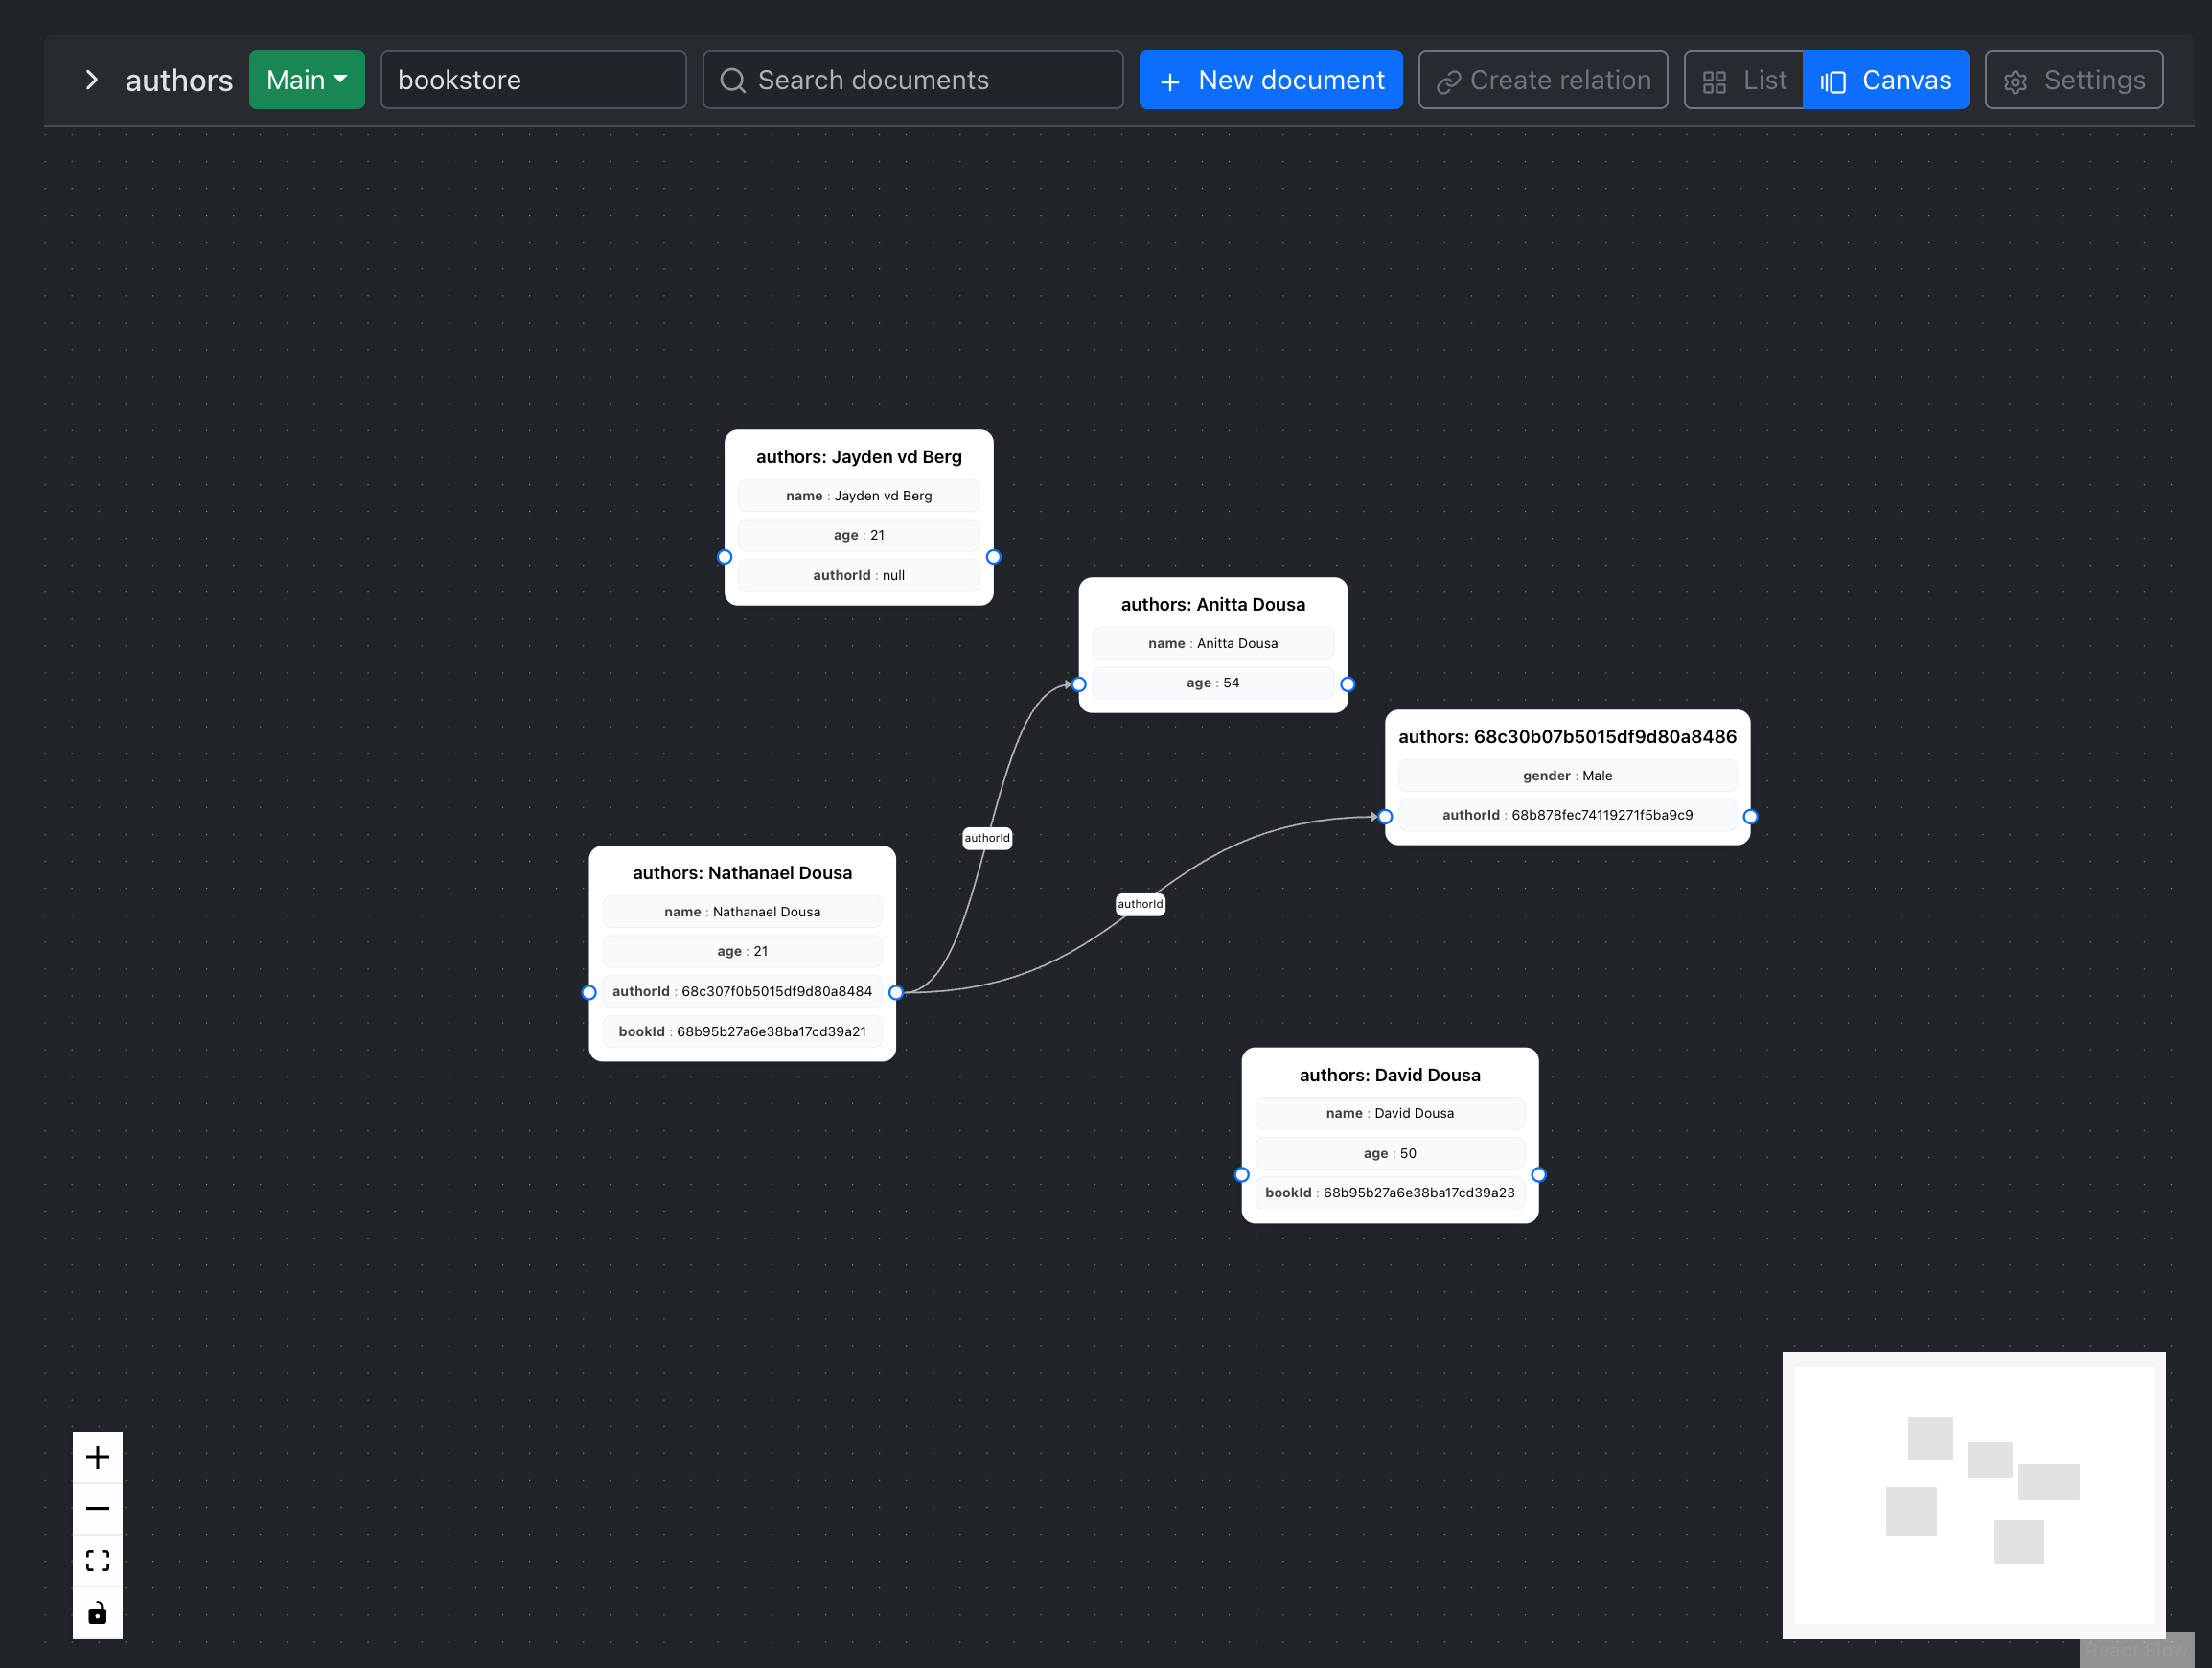 authors Main bookstore Search documents + New document Create relation List Canvas Settings
authors: Jayden vd Berg
name : Jayden vd Berg
age : 21
authorId : null
authors: Anitta Dousa
name : Anitta Dousa
age : 54
authors: 68c30b07b5015df9d80a8486
gender : Male
authorId : 68b878fec74119271f5ba9c9
authorId
authorId
authors: Nathanael Dousa
name : Nathanael Dousa
age : 21
authorId : 68c307f0b5015df9d80a8484
bookId : 68b95b27a6e38ba17cd39a21
authors: David Dousa
name : David Dousa
age : 50
bookId : 68b95b27a6e38ba17cd39a23
React Flow